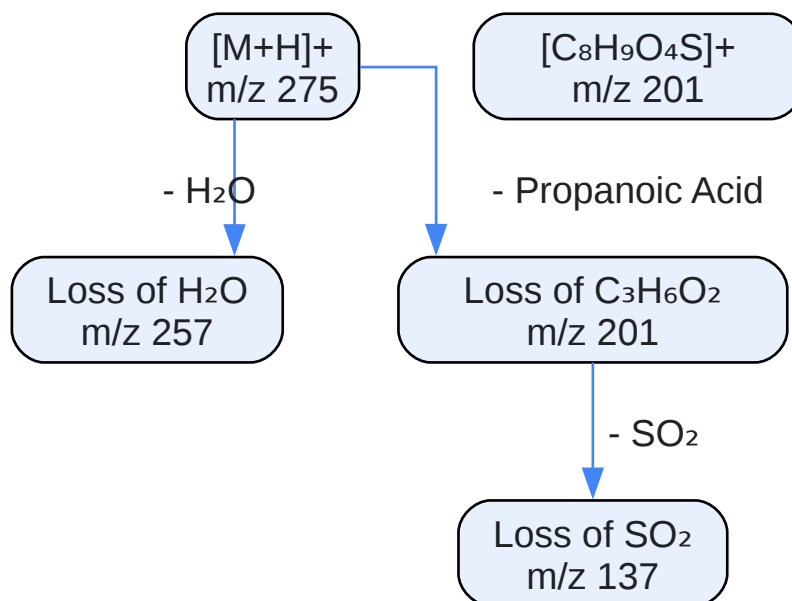 [M+H]+
m/z 275
[C₈H₉O₄S]+
m/z 201
- H₂O
- Propanoic Acid
Loss of H₂O
m/z 257
Loss of C₃H₆O₂
m/z 201
- SO₂
Loss of SO₂
m/z 137